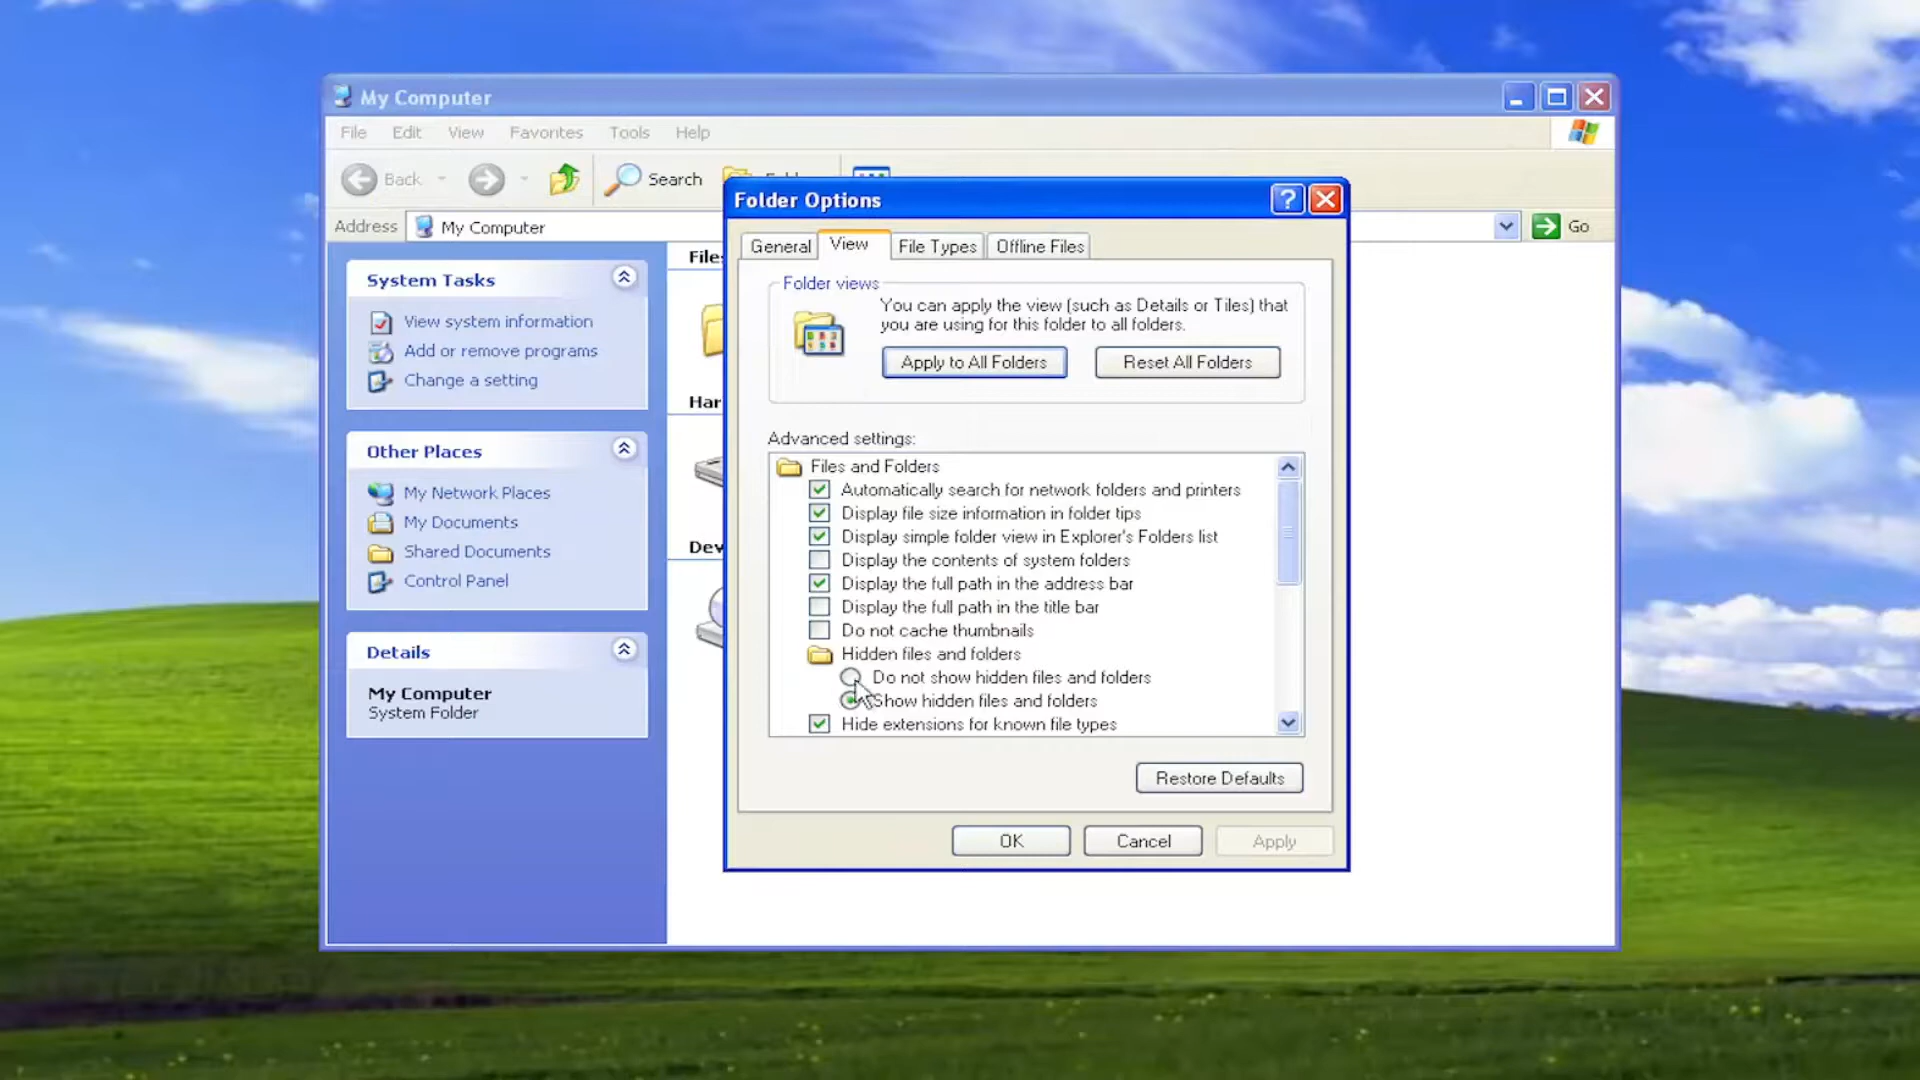 My Computer
File Edit View Favorites Tools Help
Back Search
Address My Computer Go
System Tasks
View system information
Add or remove programs
Change a setting
Other Places
My Network Places
My Documents
Shared Documents
Control Panel
Details
My Computer
System Folder
Folder Options
General View File Types Offline Files
Folder views
You can apply the view (such as Details or Tiles) that
you are using for this folder to all folders.
Apply to All Folders Reset All Folders
Advanced settings:
Files and Folders
Automatically search for network folders and printers
Display file size information in folder tips
Display simple folder view in Explorer's Folders list
Display the contents of system folders
Display the full path in the address bar
Display the full path in the title bar
Do not cache thumbnails
Hidden files and folders
Do not show hidden files and folders
Show hidden files and folders
Hide extensions for known file types
Restore Defaults
OK Cancel Apply